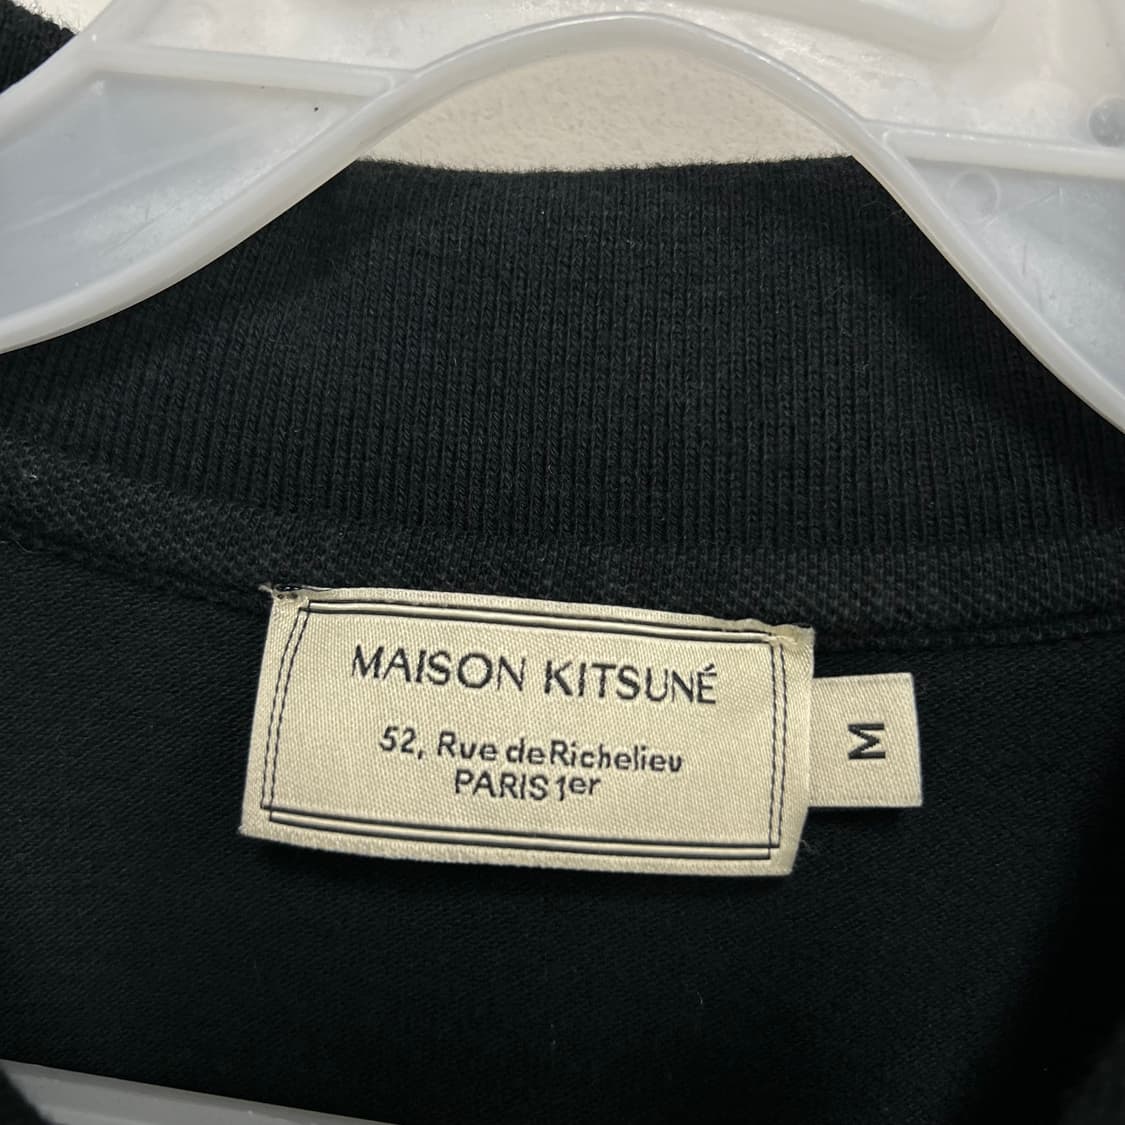 MAISON KITSUNÉ
52, Rue de Richelieu
PARIS 1er
M